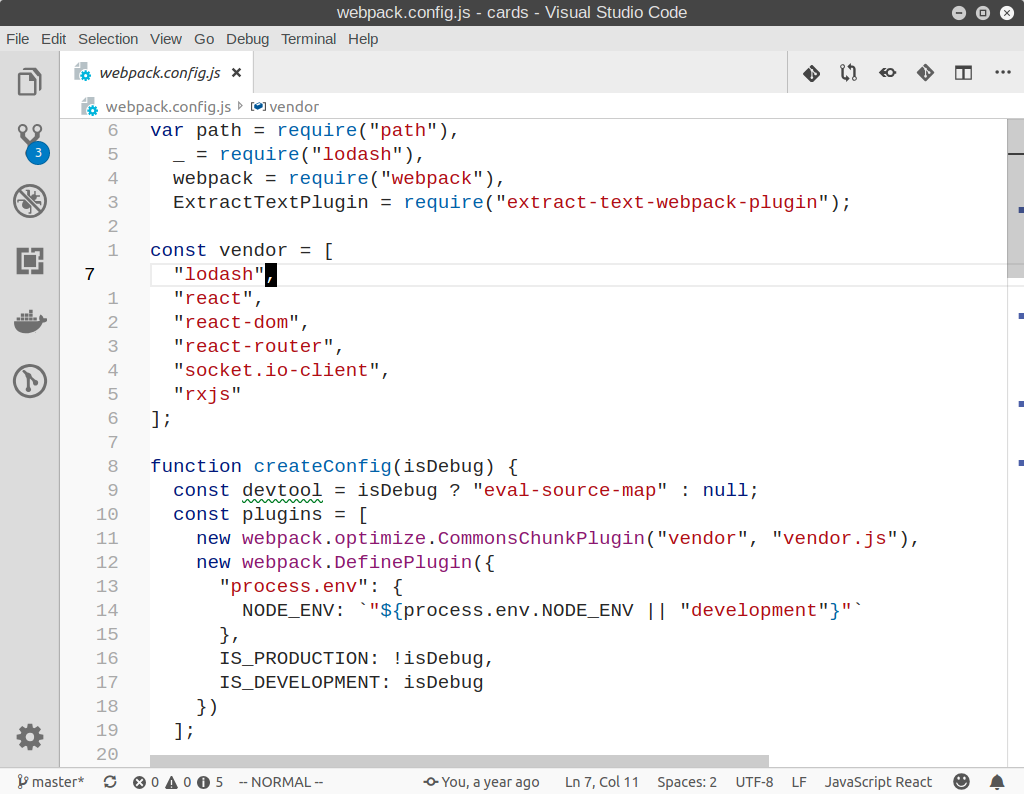 webpack.config.js - cards - Visual Studio Code
File Edit Selection View Go Debug Terminal Help
webpack.config.js
webpack.config.js vendor
3
6 var path = require("path"),
5   _ = require("lodash"),
4   webpack = require("webpack"),
3   ExtractTextPlugin = require("extract-text-webpack-plugin");
2
1 const vendor = [
7   "lodash",
1   "react",
2   "react-dom",
3   "react-router",
4   "socket.io-client",
5   "rxjs"
6 ];
7
8 function createConfig(isDebug) {
9   const devtool = isDebug ? "eval-source-map" : null;
10   const plugins = [
11     new webpack.optimize.CommonsChunkPlugin("vendor", "vendor.js"),
12     new webpack.DefinePlugin({
13       "process.env": {
14         NODE_ENV: `"${process.env.NODE_ENV || "development"}"`
15       },
16       IS_PRODUCTION: !isDebug,
17       IS_DEVELOPMENT: isDebug
18     })
19   ];
20
master* 0 0 5 -- NORMAL -- You, a year ago Ln 7, Col 11 Spaces: 2 UTF-8 LF JavaScript React